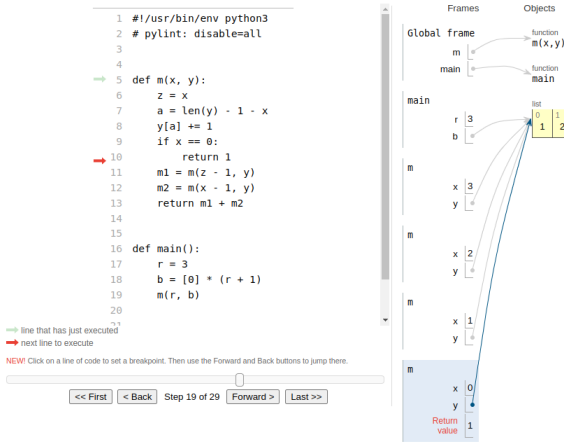 Frames Objects
1 #!/usr/bin/env python3
2 # pylint: disable=all
3
4
5 def m(x, y):
6     z = x
7     a = len(y) - 1 - x
8     y[a] += 1
9     if x == 0:
10         return 1
11     m1 = m(z - 1, y)
12     m2 = m(x - 1, y)
13     return m1 + m2
14
15
16 def main():
17     r = 3
18     b = [0] * (r + 1)
19     m(r, b)
20
21
line that has just executed
next line to execute
NEW! Click on a line of code to set a breakpoint. Then use the Forward and Back buttons to jump there.
<< First < Back Step 19 of 29 Forward > Last >>
Global frame
m
main
function
m(x,y)
function
main
list
0 1
1 2
main
r 3
b
m
x 3
y
m
x 2
y
m
x 1
y
m
x 0
y
Return
value 1